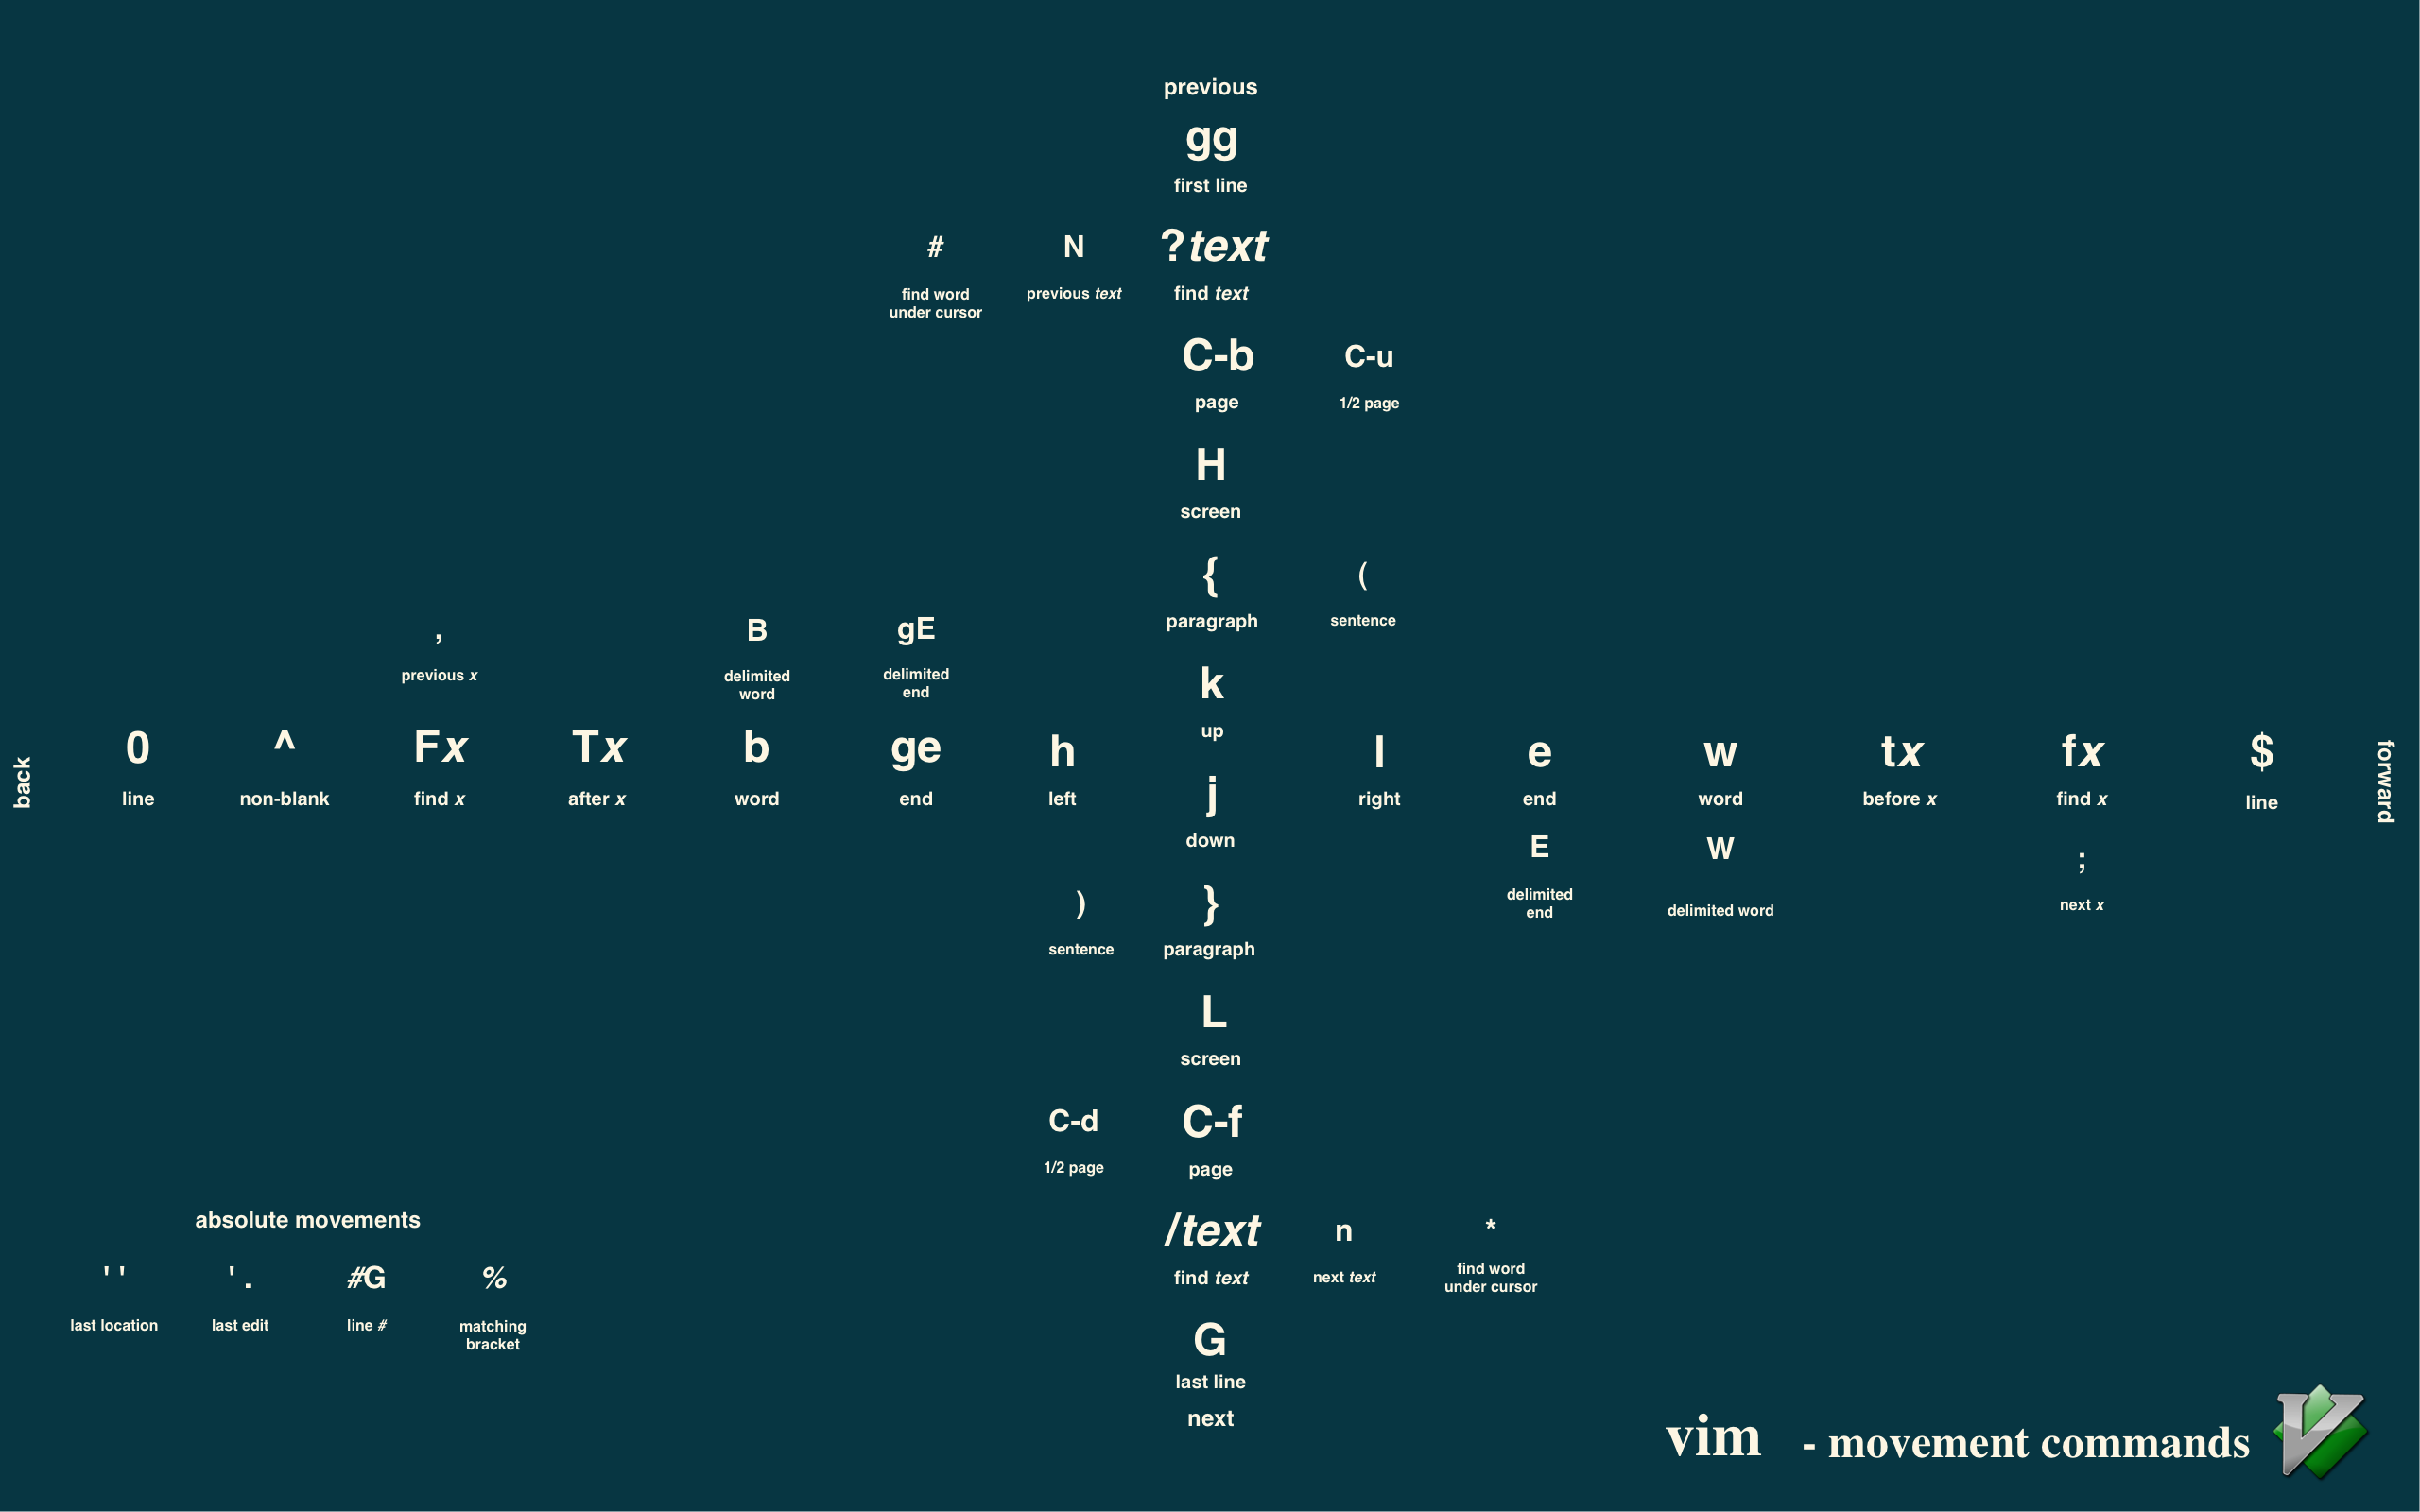 previous
gg
first line
# N ?text
find word
under cursor
previous text
find text
C-b C-u
page 1/2 page
H
screen
{ (
paragraph sentence
, B gE
previous x
delimited
word
delimited
end
k
up
back
0 ^ Fx Tx b ge h l e w tx fx $
line non-blank find x after x word end left right end word before x find x line
forward
j
down
E W ;
delimited
end
delimited word
next x
) }
sentence paragraph
L
screen
C-d C-f
1/2 page page
/text n *
find text next text
find word
under cursor
G
last line
next
absolute movements
' ' ' . #G %
last location last edit line #
matching
bracket
vim - movement commands